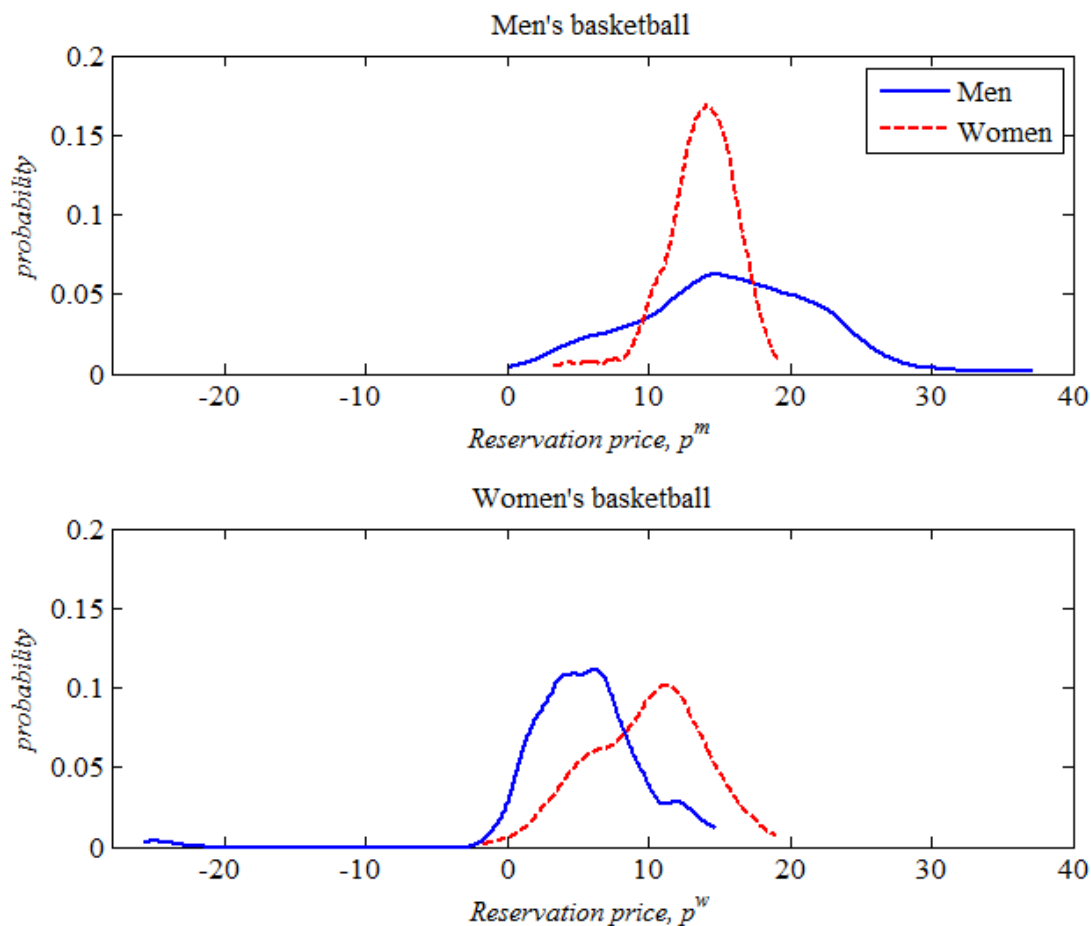 Men's basketball
0.2
0.15
0.1
0.05
0
probability
Men
Women
-20 -10 0 10 20 30 40
Reservation price, p^m
Women's basketball
0.2
0.15
0.1
0.05
0
probability
-20 -10 0 10 20 30 40
Reservation price, p^w